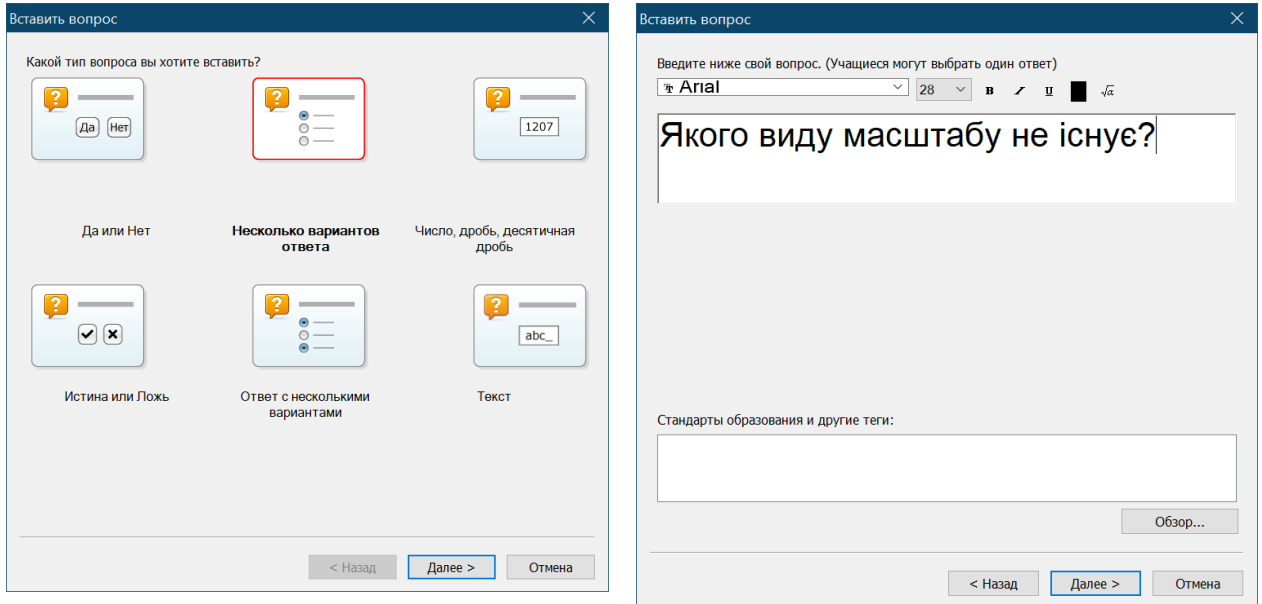 Вставить вопрос
Какой тип вопроса вы хотите вставить?
Да Нет
1207
Да или Нет
Несколько вариантов
ответа
Число, дробь, десятичная
дробь
abc_
Истина или Ложь
Ответ с несколькими
вариантами
Текст
< Назад
Далее >
Отмена
Вставить вопрос
Введите ниже свой вопрос. (Учащиеся могут выбрать один ответ)
Arial 28 B I U √α
Якого виду масштабу не існує?
Стандарты образования и другие теги:
Обзор...
< Назад
Далее >
Отмена